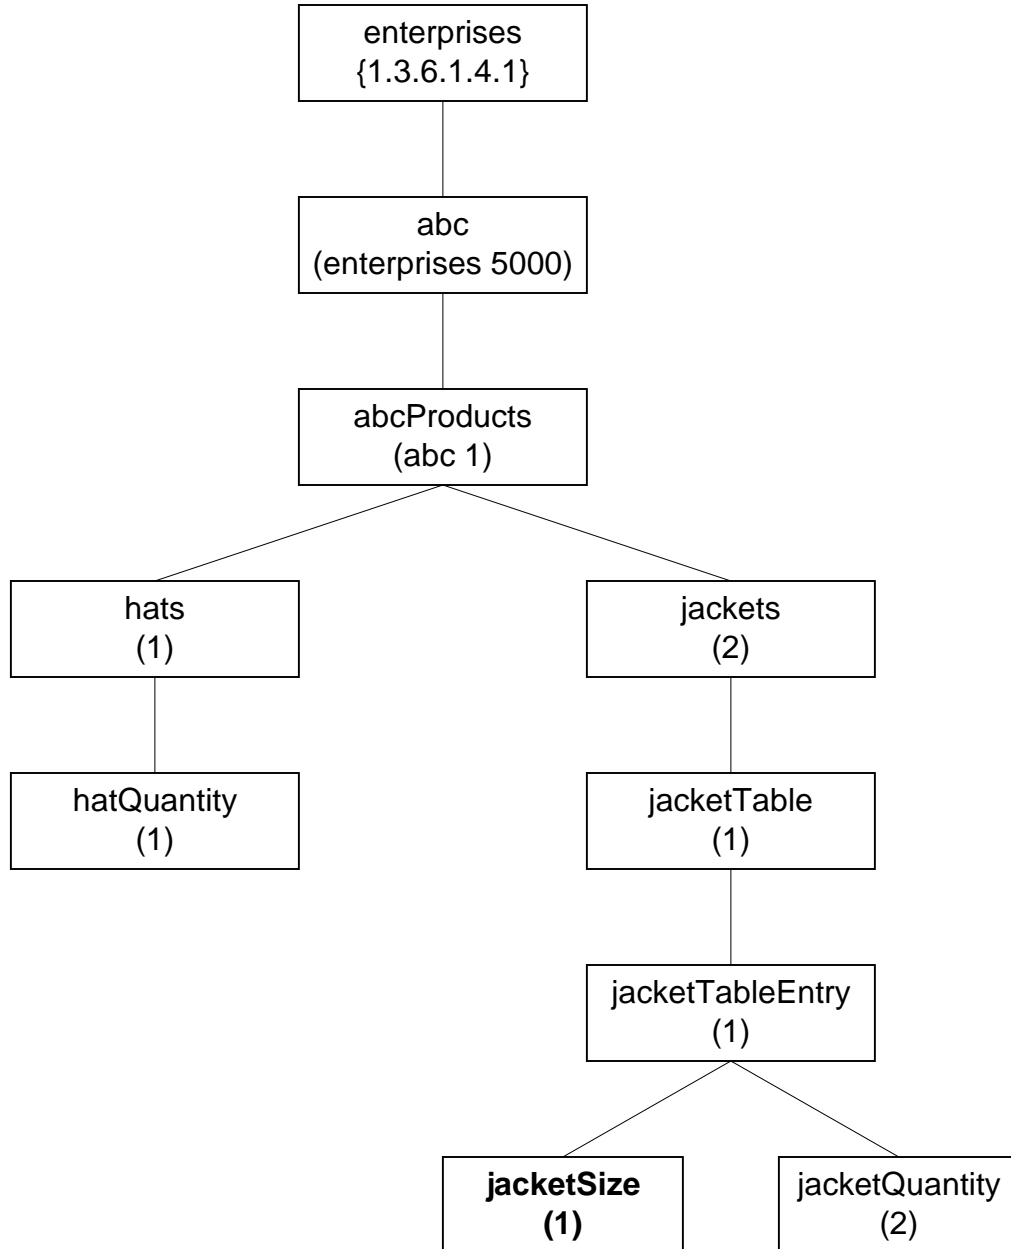 enterprises
{1.3.6.1.4.1}
abc
(enterprises 5000)
abcProducts
(abc 1)
hats
(1)
jackets
(2)
hatQuantity
(1)
jacketTable
(1)
jacketTableEntry
(1)
jacketSize
(1)
jacketQuantity
(2)